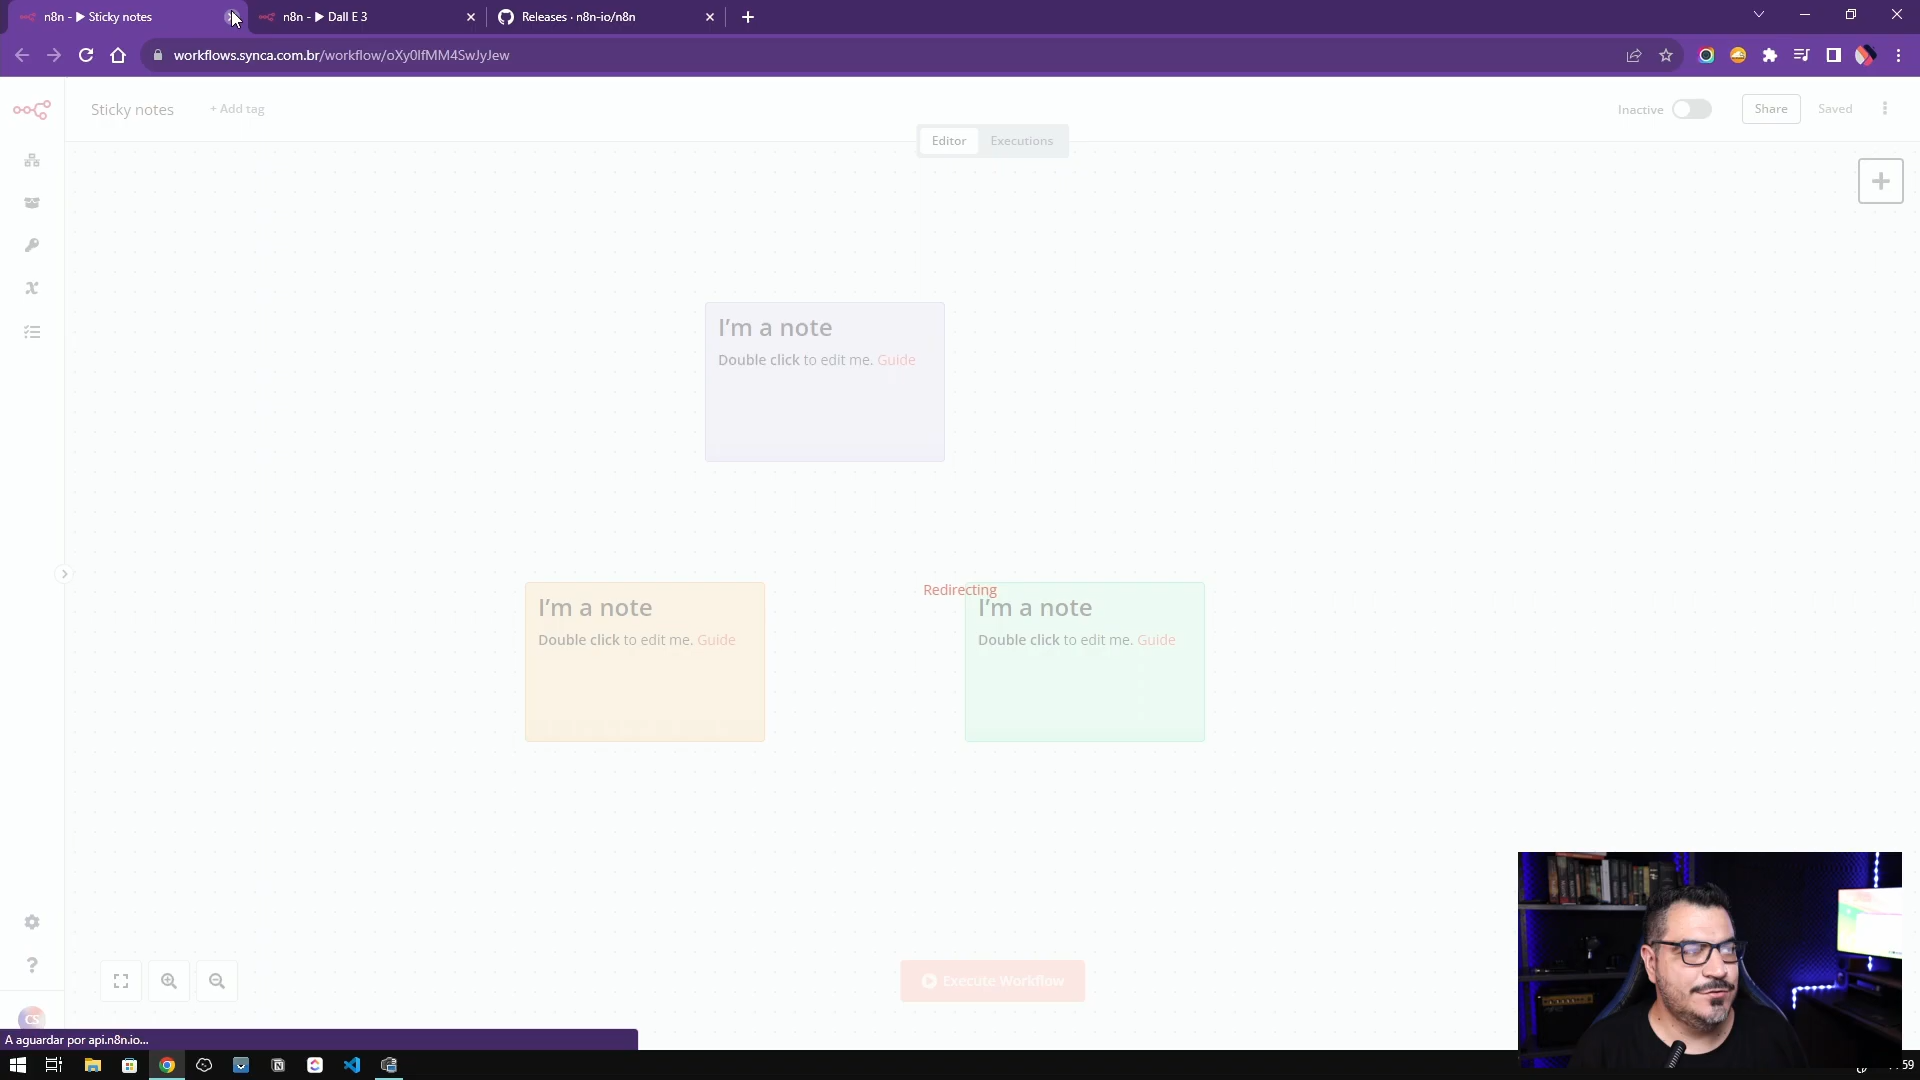 n8n - ▶ Sticky notes
n8n - ▶ Dall E 3
Releases · n8n-io/n8n
workflows.synca.com.br/workflow/oXy0lfMM4SwJyJew
Sticky notes
+ Add tag
Inactive
Share
Saved
Editor
Executions
I'm a note
Double click to edit me. Guide
Redirecting
I'm a note
Double click to edit me. Guide
I'm a note
Double click to edit me. Guide
Execute Workflow
CS
A aguardar por api.n8n.io...